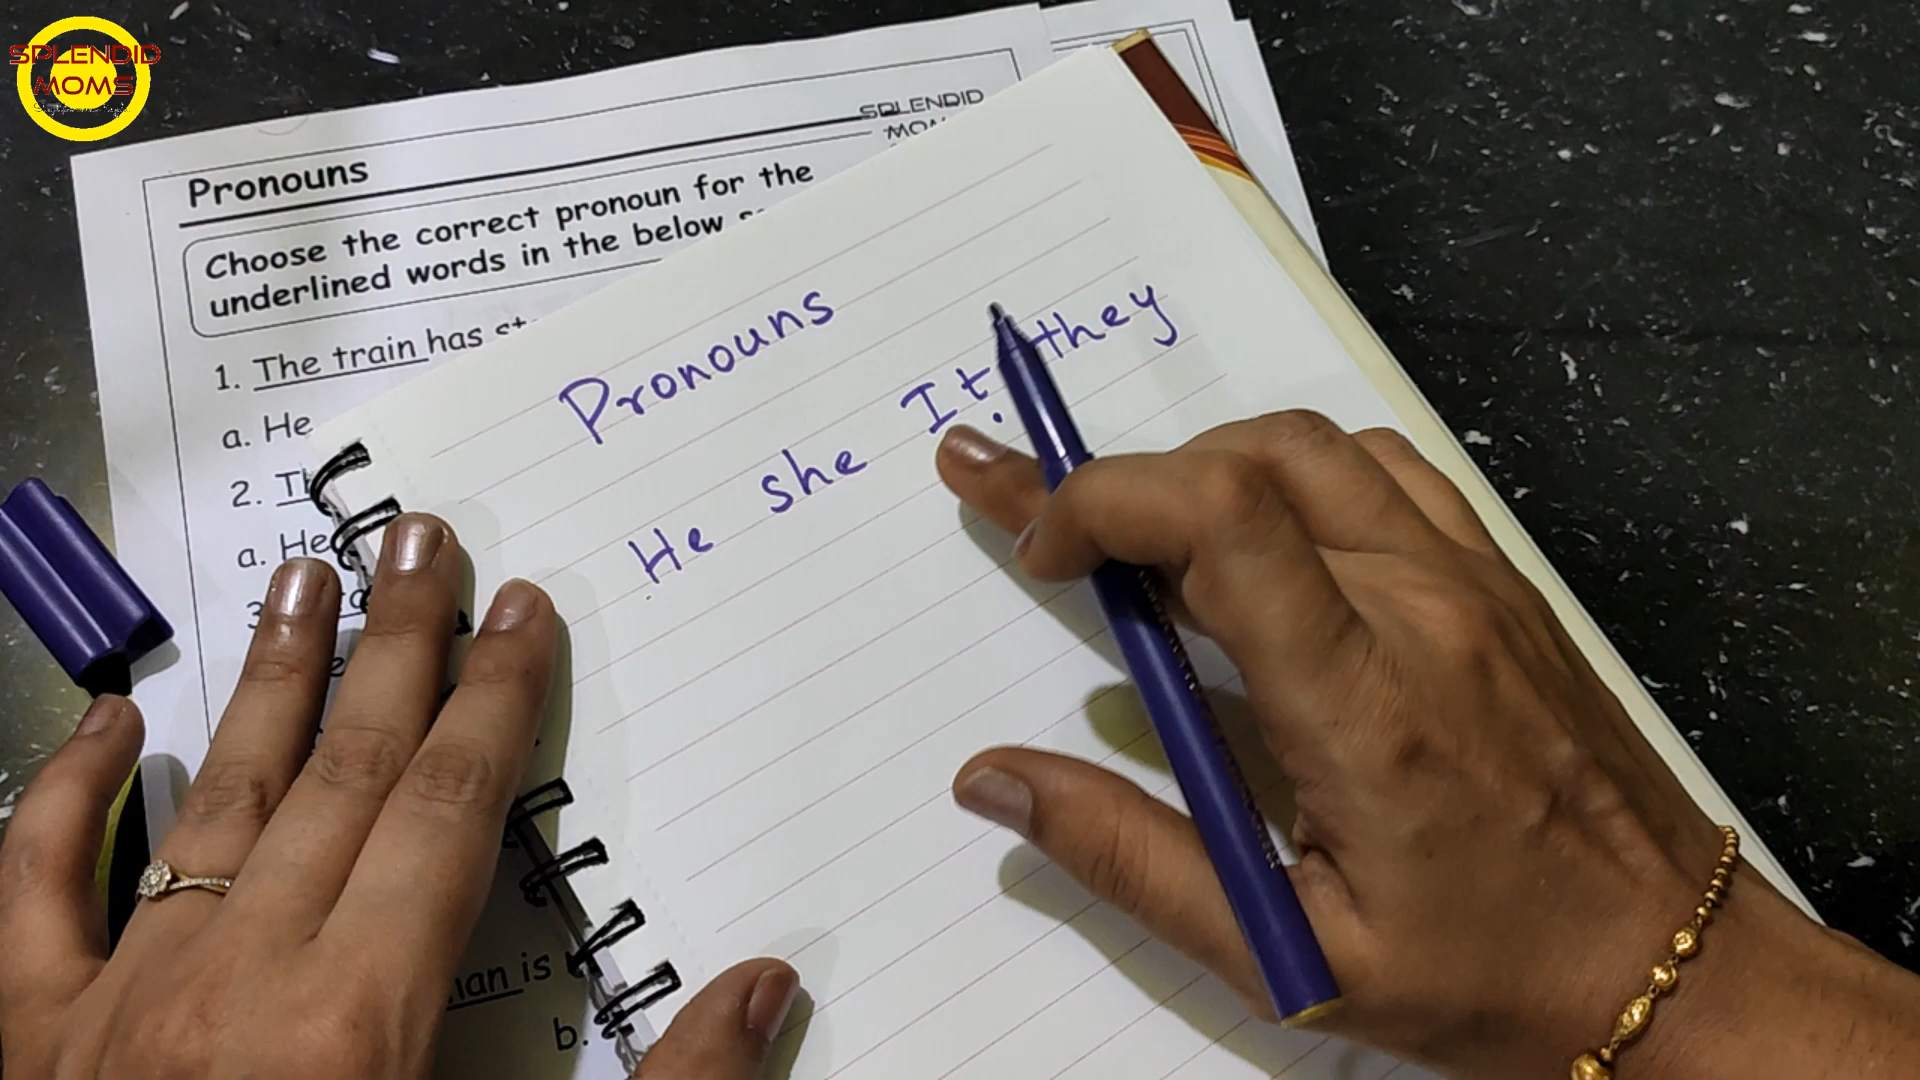 SPLENDID
MOMS
SPLENDID
Pronouns
Choose the correct pronoun for the
underlined words in the below
1. The train has
a. He
2.
a. He
is
b.
Pronouns
He she It they